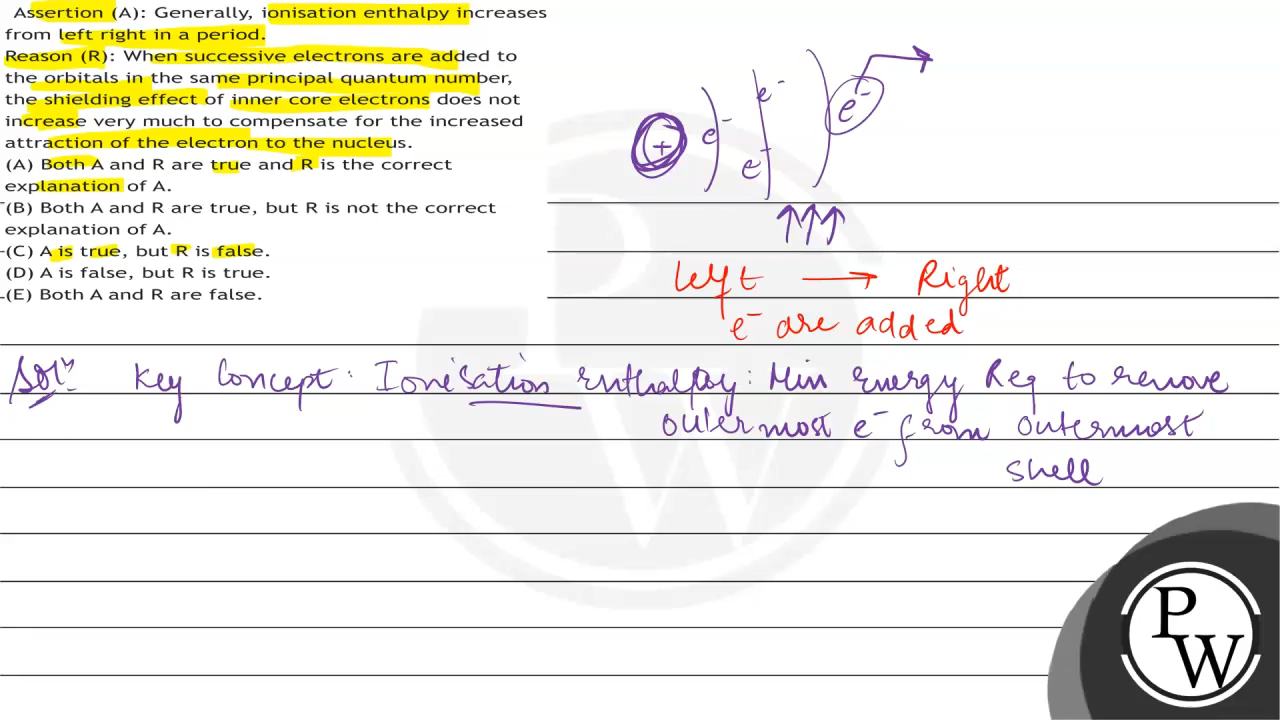 Assertion (A): Generally, ionisation enthalpy increases
from left right in a period.
Reason (R): When successive electrons are added to
the orbitals in the same principal quantum number,
the shielding effect of inner core electrons does not
increase very much to compensate for the increased
attraction of the electron to the nucleus.
(A) Both A and R are true and R is the correct
explanation of A.
(B) Both A and R are true, but R is not the correct
explanation of A.
(C) A is true, but R is false.
(D) A is false, but R is true.
(E) Both A and R are false.
+ e⁻ e⁻ e⁻ e⁻
Left → Right
e⁻ are added
Solⁿ: Key Concept: Ionisation enthalpy: Min energy Req to remove
outermost e⁻ from outermost
shell
P
W